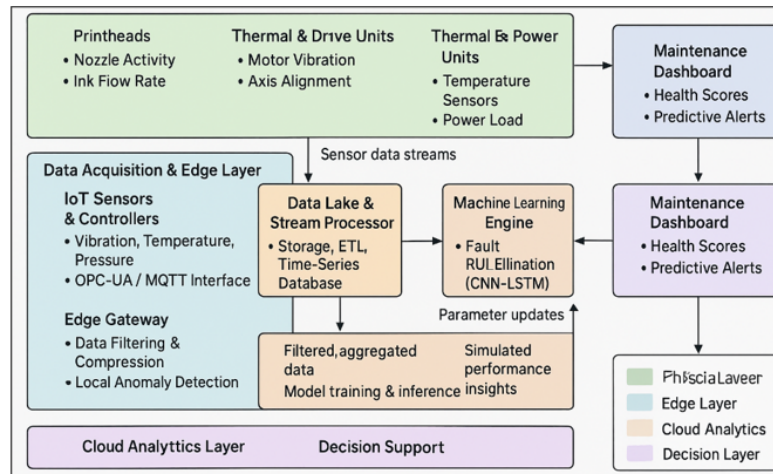 Printheads
• Nozzle Activity
• Ink Flow Rate
Thermal & Drive Units
• Motor Vibration
• Axis Alignment
Thermal & Power
Units
• Temperature
Sensors
• Power Load
Maintenance
Dashboard
• Health Scores
• Predictive Alerts
Sensor data streams
Data Acquisition & Edge Layer
IoT Sensors
& Controllers
• Vibration, Temperature,
Pressure
• OPC-UA / MQTT Interface
Edge Gateway
• Data Filtering &
Compression
• Local Anomaly Detection
Data Lake &
Stream Processor
• Storage, ETL,
Time-Series
Database
Machine Learning
Engine
• Fault
(CNN-LSTM)
Maintenance
Dashboard
• Health Scores
• Predictive Alerts
Parameter updates
Filtered, aggregated
data
Model training & inference
Simulated
performance
insights
Edge Layer
Cloud Analytics
Decision Layer
Cloud Analyttics Layer
Decision Support